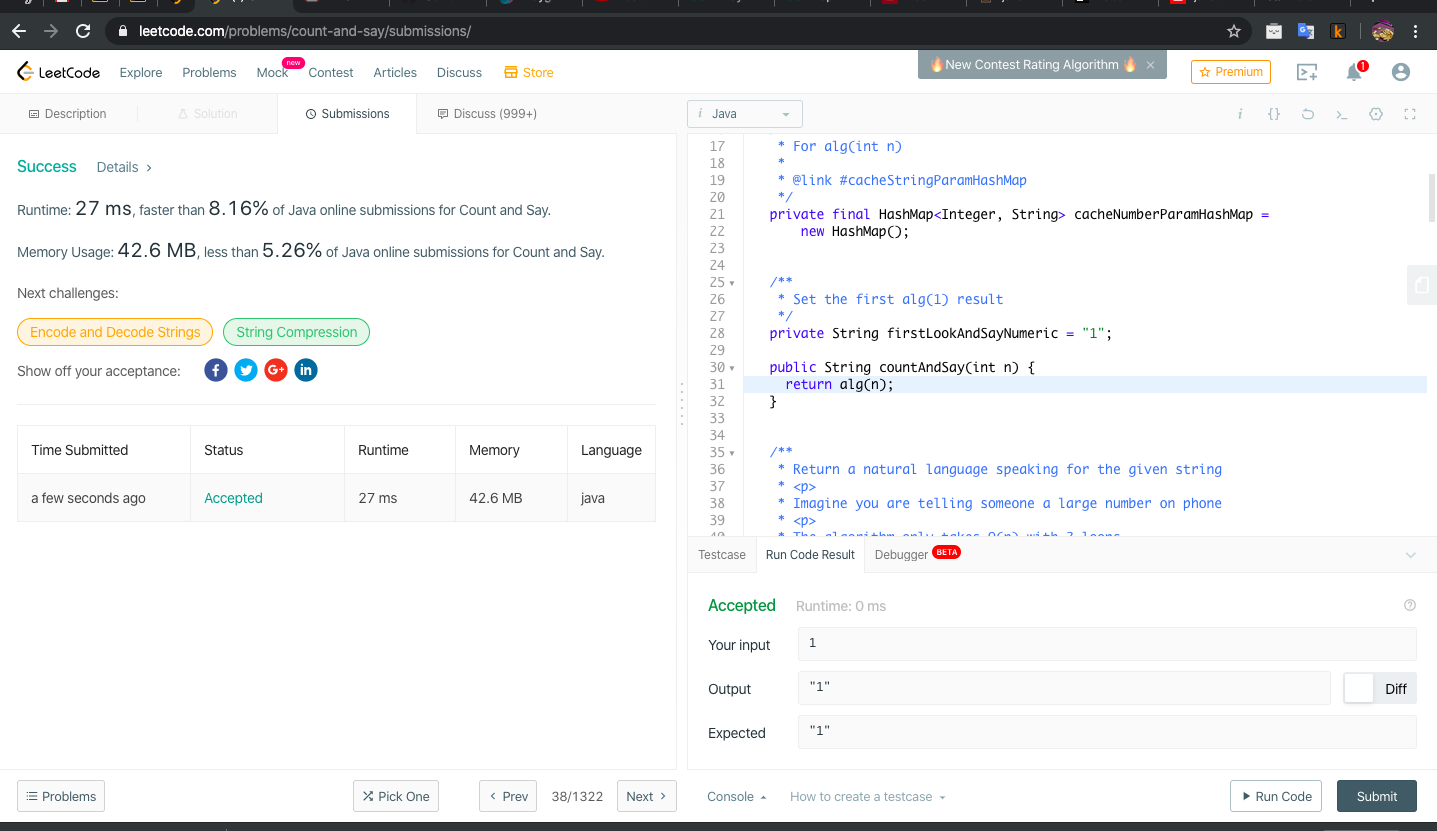 leetcode.com/problems/count-and-say/submissions/
LeetCode Explore Problems Mock new Contest Articles Discuss Store
🔥New Contest Rating Algorithm 🔥 ×
Premium
1
Description Solution Submissions Discuss (999+)
Success Details >
Runtime: 27 ms, faster than 8.16% of Java online submissions for Count and Say.
Memory Usage: 42.6 MB, less than 5.26% of Java online submissions for Count and Say.
Next challenges:
Encode and Decode Strings String Compression
Show off your acceptance:
Time Submitted Status Runtime Memory Language
a few seconds ago Accepted 27 ms 42.6 MB java
Problems Pick One < Prev 38/1322 Next >
i Java
17 * For alg(int n)
18 *
19 * @link #cacheStringParamHashMap
20 */
21 private final HashMap<Integer, String> cacheNumberParamHashMap =
22 new HashMap();
23
24
25 /**
26 * Set the first alg(1) result
27 */
28 private String firstLookAndSayNumeric = "1";
29
30 public String countAndSay(int n) {
31 return alg(n);
32 }
33
34
35 /**
36 * Return a natural language speaking for the given string
37 * <p>
38 * Imagine you are telling someone a large number on phone
39 * <p>
40 * The algorithm only takes O(n) with 2 loops
Testcase Run Code Result Debugger BETA
Accepted Runtime: 0 ms
Your input 1
Output "1" Diff
Expected "1"
Console How to create a testcase Run Code Submit